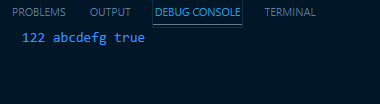 PROBLEMS OUTPUT DEBUG CONSOLE TERMINAL
122 abcdefg true